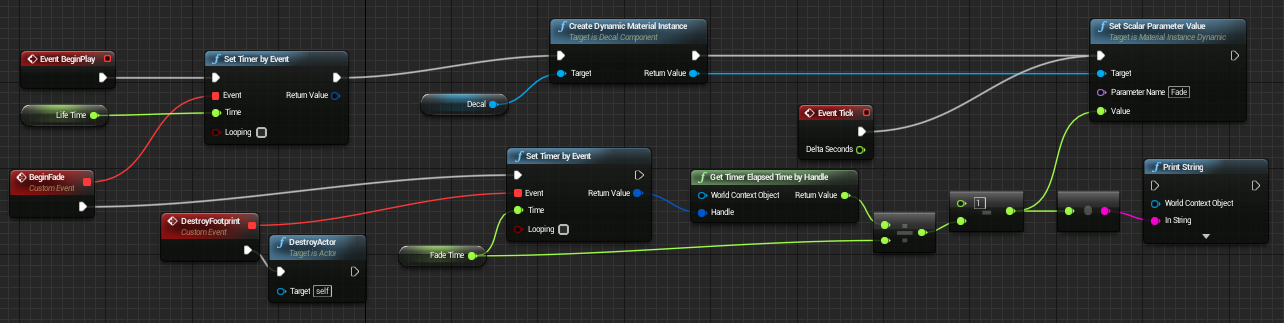 Event BeginPlay
Set Timer by Event
Event
Return Value
Time
Looping
Life Time
BeginFade
Custom Event
DestroyFootprint
Custom Event
DestroyActor
Target is Actor
Target
self
Create Dynamic Material Instance
Target is Decal Component
Target
Return Value
Decal
Set Timer by Event
Event
Return Value
Time
Looping
Fade Time
Event Tick
Delta Seconds
Get Timer Elapsed Time by Handle
World Context Object
Return Value
Handle
1
Set Scalar Parameter Value
Target is Material Instance Dynamic
Target
Parameter Name
Fade
Value
Print String
World Context Object
In String